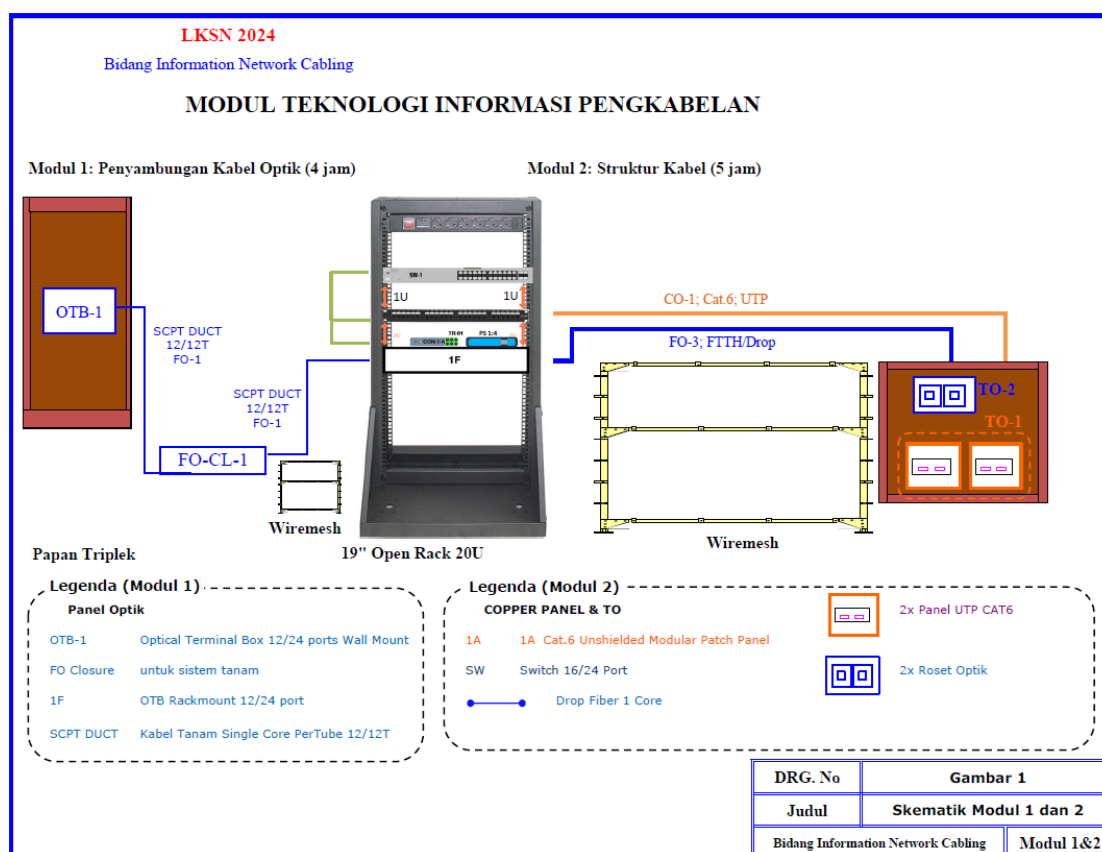 LKSN 2024
Bidang Information Network Cabling
MODUL TEKNOLOGI INFORMASI PENGKABELAN
Modul 1: Penyambungan Kabel Optik (4 jam)
Modul 2: Struktur Kabel (5 jam)
OTB-1
SCPT DUCT
12/12T
FO-1
SCPT DUCT
12/12T
FO-1
FO-CL-1
Wiremesh
SW-1
1U
1U
CON 1-A
TR-01
PS 1:4
1F
19" Open Rack 20U
CO-1; Cat.6; UTP
FO-3; FTTH/Drop
TO-2
TO-1
Wiremesh
Papan Triplek
Legenda (Modul 1)
Panel Optik
OTB-1 Optical Terminal Box 12/24 ports Wall Mount
FO Closure untuk sistem tanam
1F OTB Rackmount 12/24 port
SCPT DUCT Kabel Tanam Single Core PerTube 12/12T
Legenda (Modul 2)
COPPER PANEL & TO
1A 1A Cat.6 Unshielded Modular Patch Panel
SW Switch 16/24 Port
Drop Fiber 1 Core
2x Panel UTP CAT6
2x Roset Optik
DRG. No Gambar 1
Judul Skematik Modul 1 dan 2
Bidang Information Network Cabling Modul 1&2